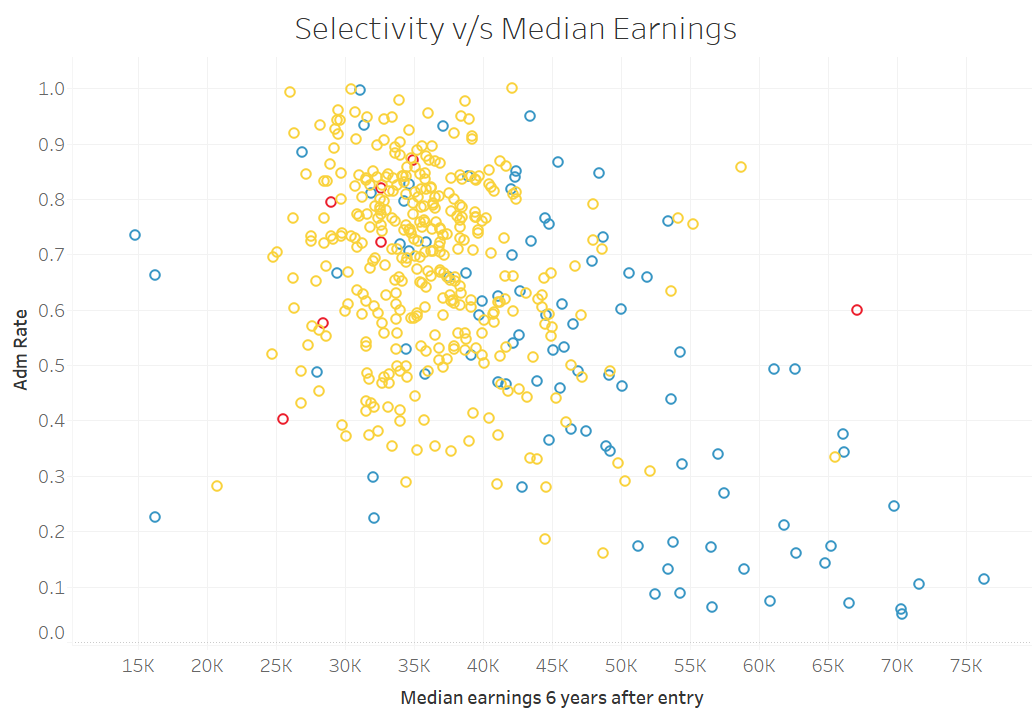 Selectivity v/s Median Earnings
1.0
0.9
0.8
0.7
0.6
0.5
0.4
0.3
0.2
0.1
0.0
Adm Rate
15K 20K 25K 30K 35K 40K 45K 50K 55K 60K 65K 70K 75K
Median earnings 6 years after entry